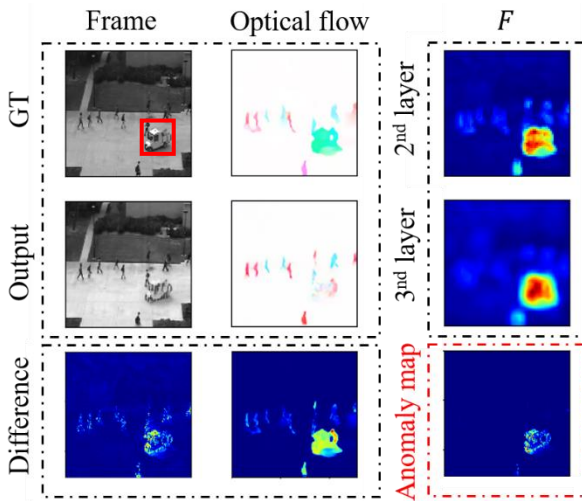 Frame
Optical flow
F
GT
2nd layer
Output
3nd layer
Difference
Anomaly map